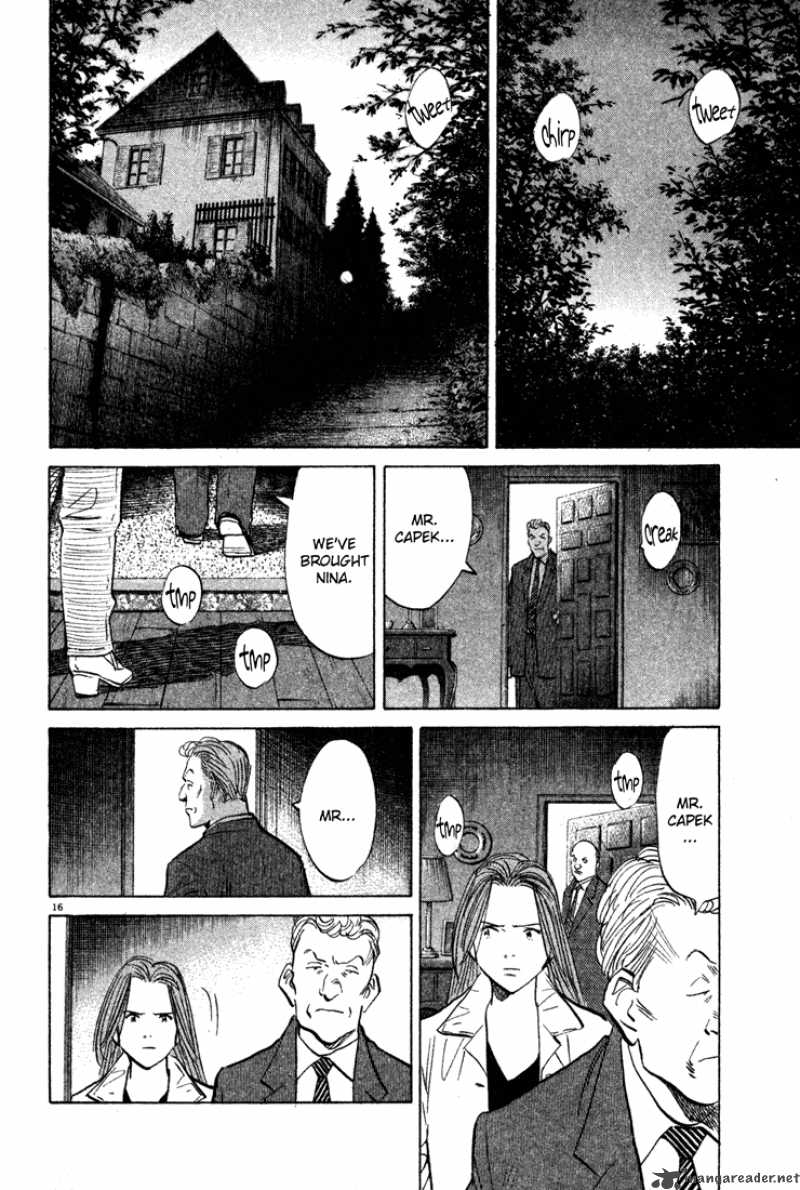 tweet
chirp
tweet
creak
MR.
CAPEK...
WE'VE
BROUGHT
NINA.
tmp
tmp
MR.
CAPEK
...
tmp
tmp
MR...
16
mangareader.net